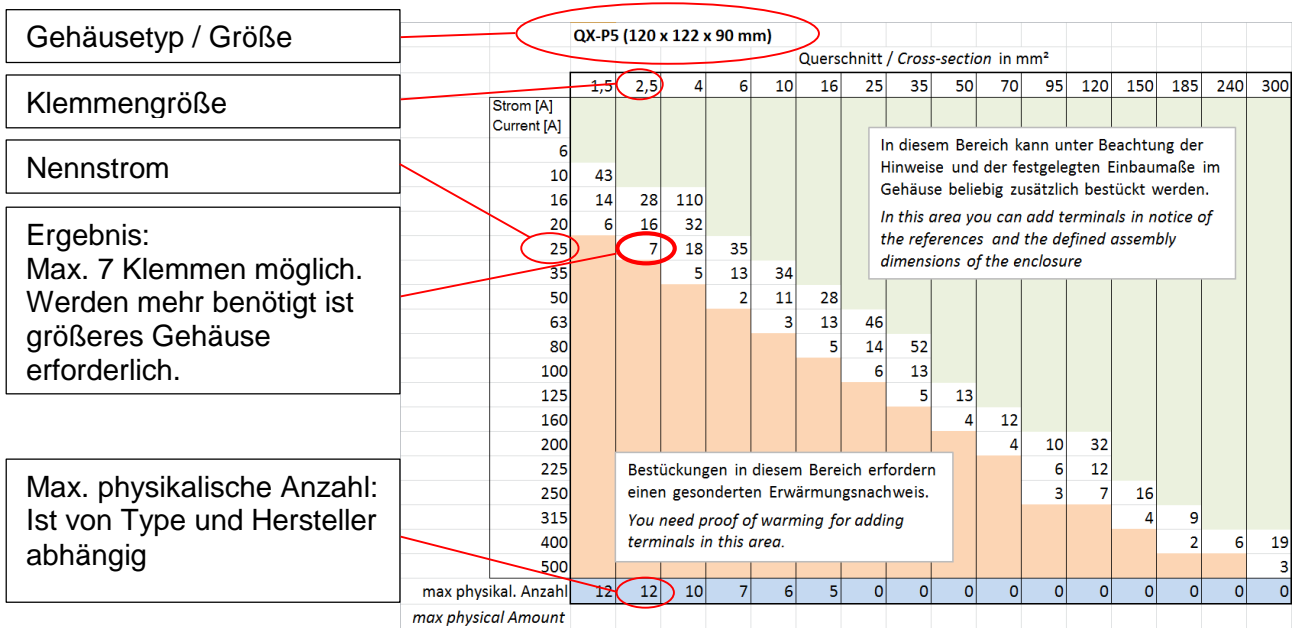 Gehäusetyp / Größe
Klemmengröße
Nennstrom
Ergebnis:
Max. 7 Klemmen möglich.
Werden mehr benötigt ist
größeres Gehäuse
erforderlich.
Max. physikalische Anzahl:
Ist von Type und Hersteller
abhängig
QX-P5 (120 x 122 x 90 mm)
Querschnitt / Cross-section in mm²
1,5 2,5 4 6 10 16 25 35 50 70 95 120 150 185 240 300
Strom [A]
Current [A]
6
10 43
16 14 28 110
20 6 16 32
25 7 18 35
35 5 13 34
50 2 11 28
63 3 13 46
80 5 14 52
100 6 13
125 5 13
160 4 12
200 4 10 32
225 6 12
250 3 7 16
315 4 9
400 2 6 19
500 3
max physikal. Anzahl 12 12 10 7 6 5 0 0 0 0 0 0 0 0 0 0
max physical Amount
In diesem Bereich kann unter Beachtung der
Hinweise und der festgelegten Einbaumaße im
Gehäuse beliebig zusätzlich bestückt werden.
In this area you can add terminals in notice of
the references and the defined assembly
dimensions of the enclosure
Bestückungen in diesem Bereich erfordern
einen gesonderten Erwärmungsnachweis.
You need proof of warming for adding
terminals in this area.